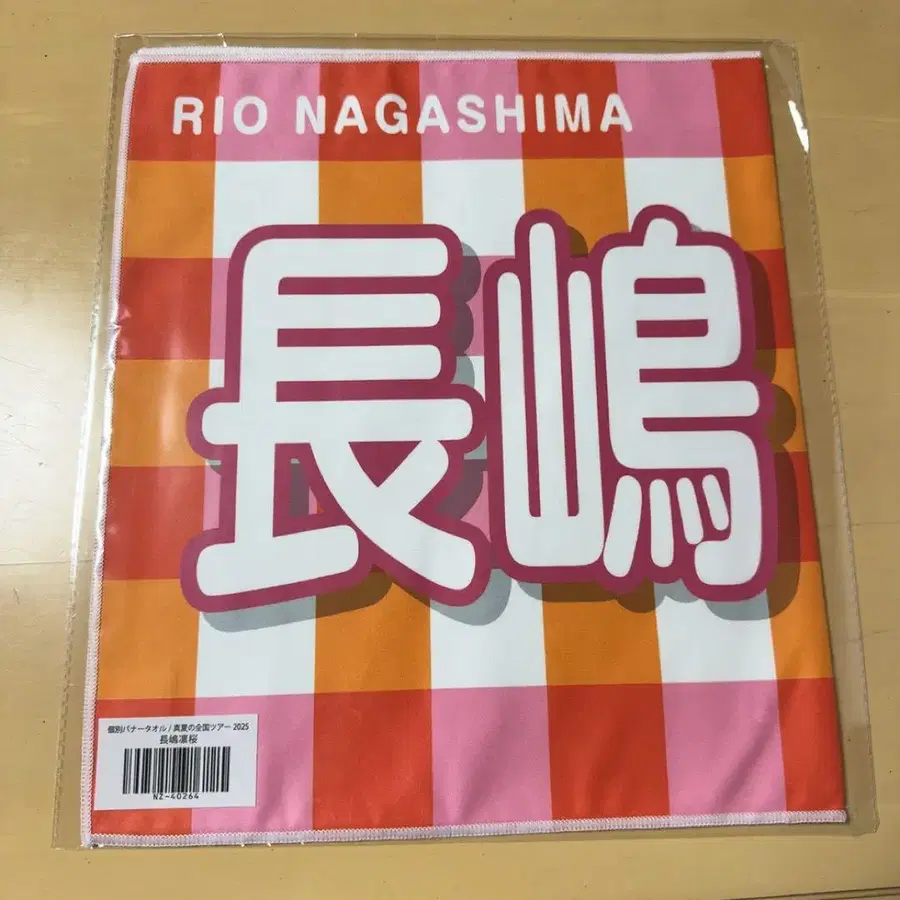 RIO NAGASHIMA
長嶋
個別バナータオル / 真夏の全国ツアー 2025
長嶋凛桜
NZ-40264